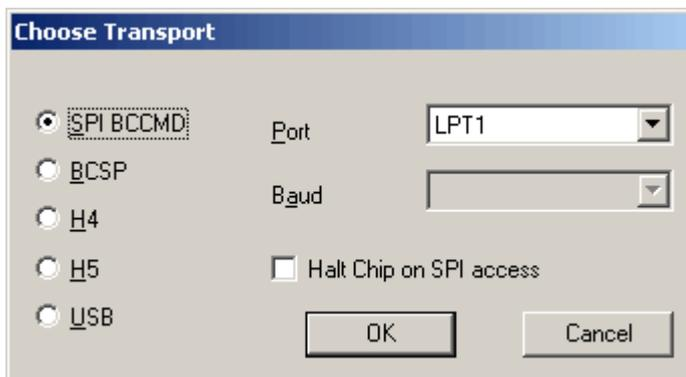 Choose Transport
SPI BCCMD
BCSP
H4
H5
USB
Port
LPT1
Baud
Halt Chip on SPI access
OK
Cancel